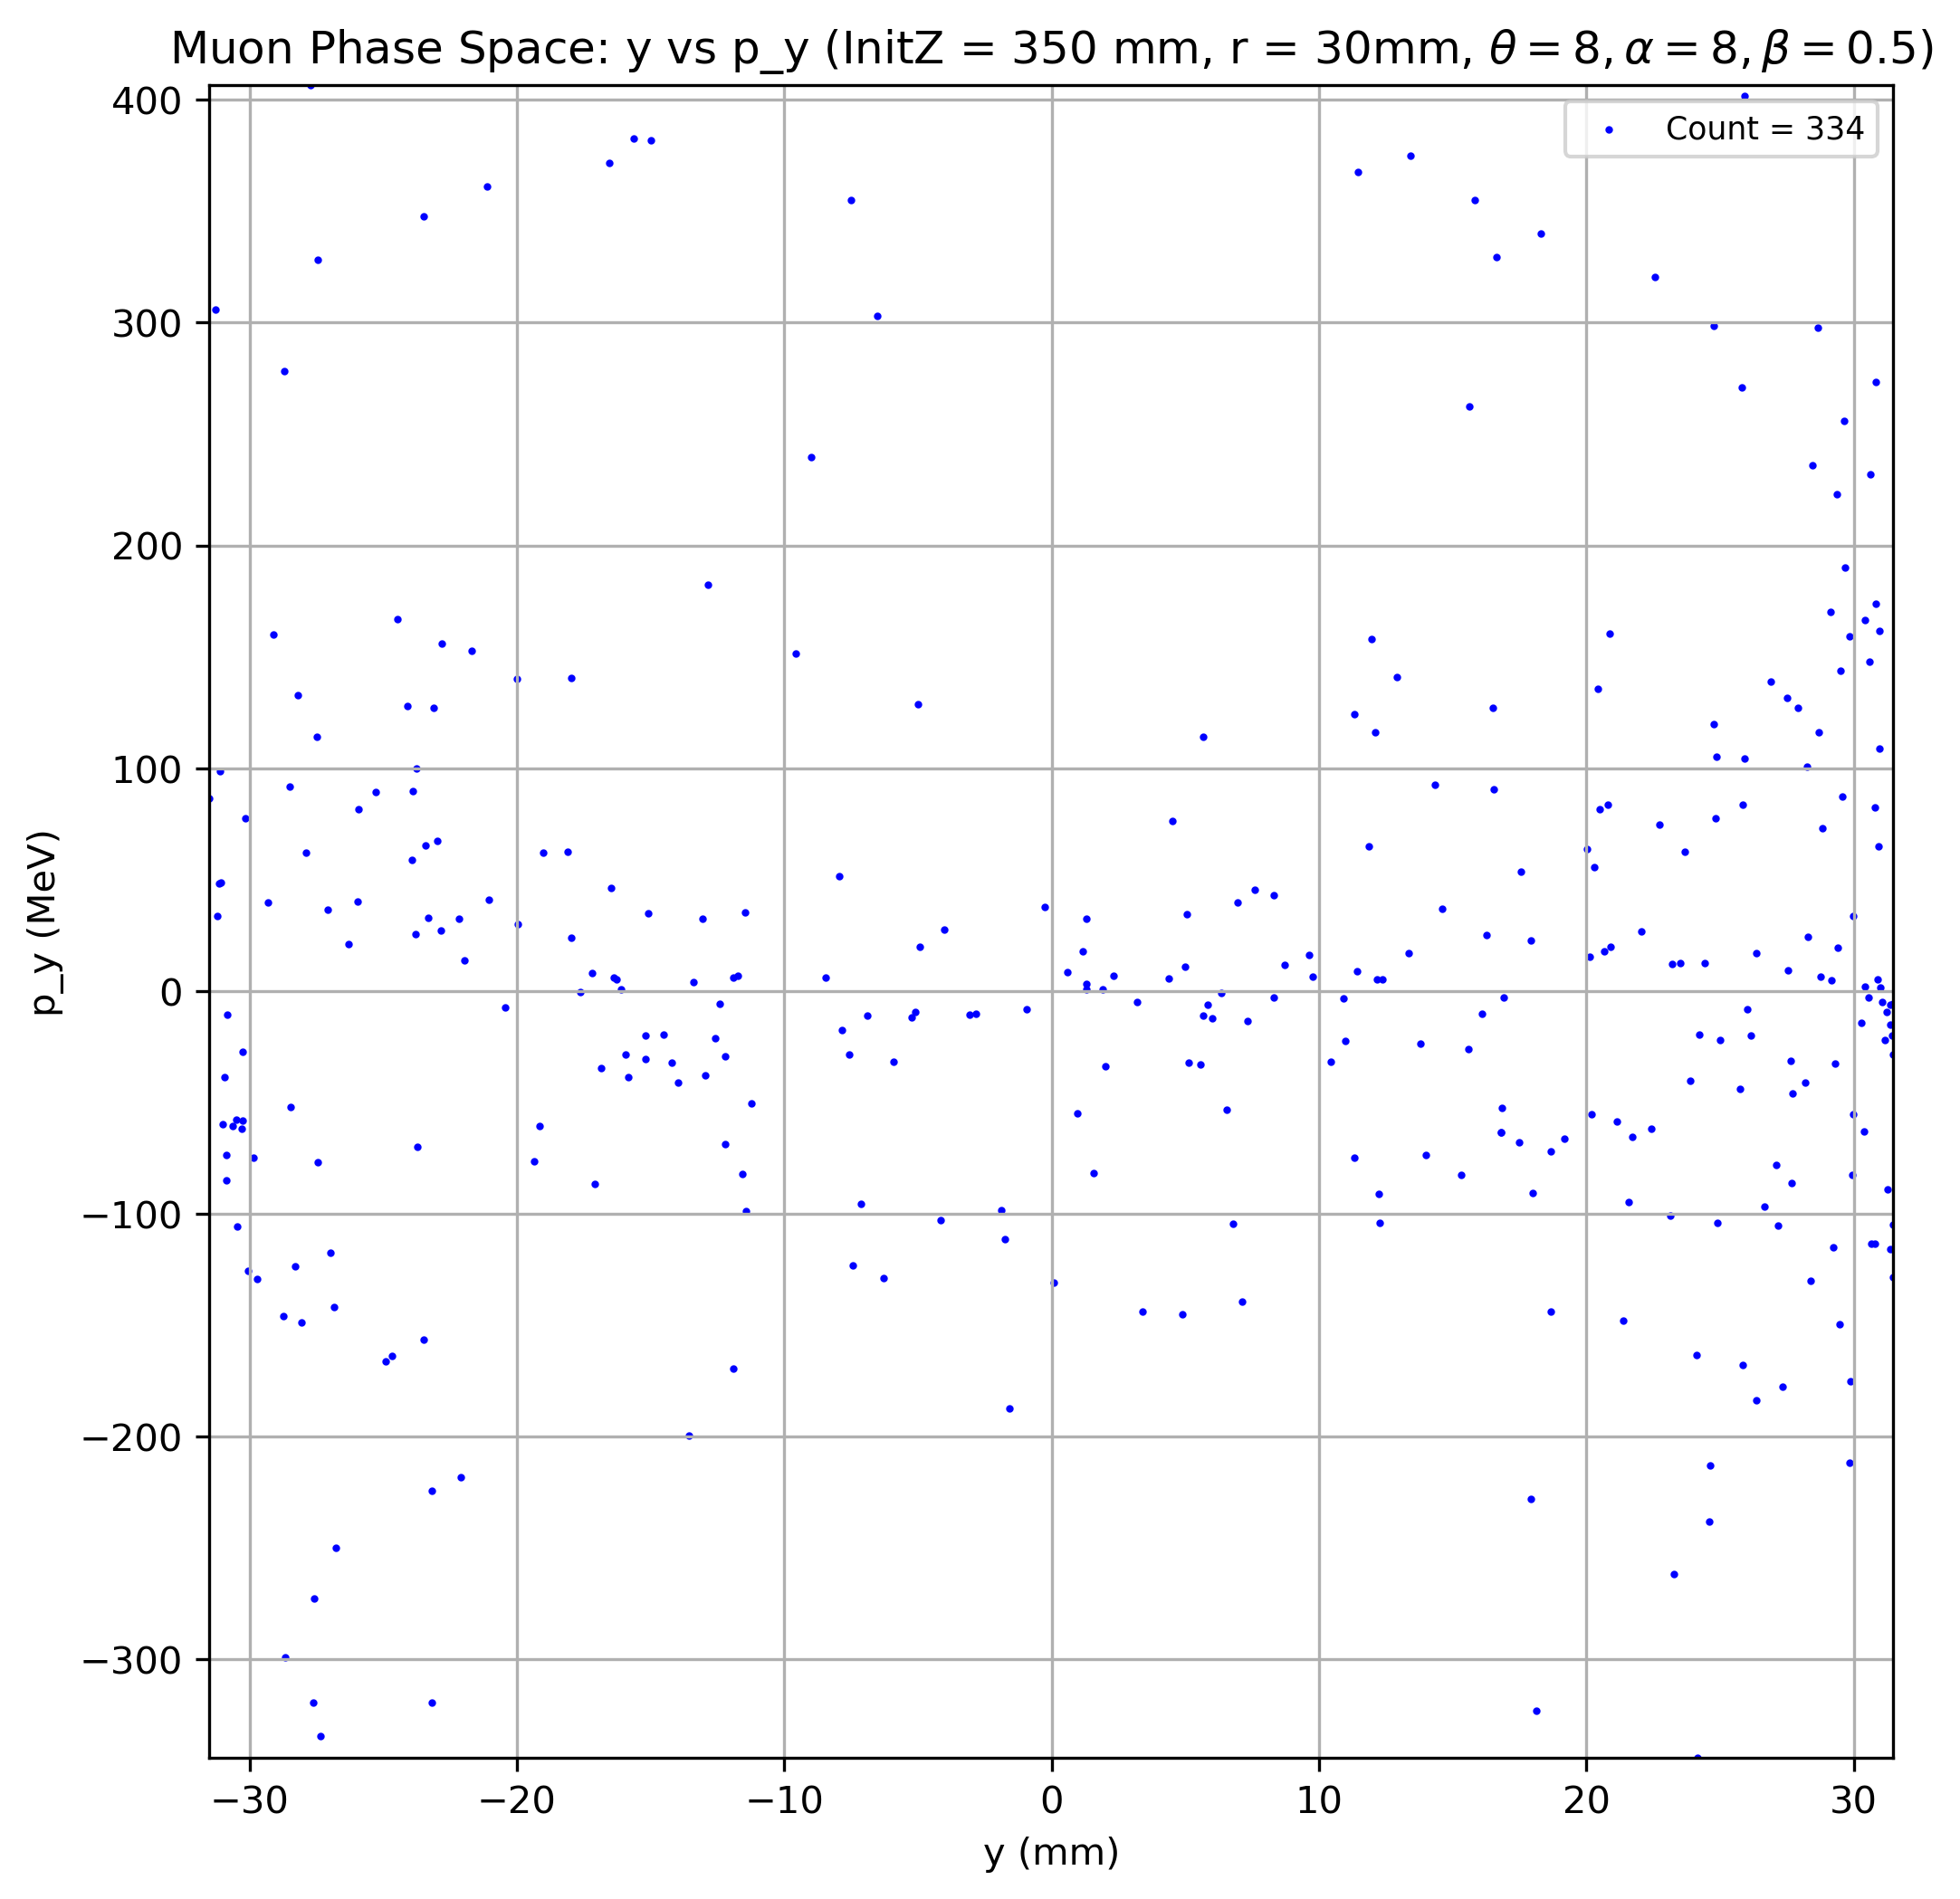 Muon Phase Space: y vs p_y (InitZ = 350 mm, r = 30mm, θ = 8, α = 8, β = 0.5)
Count = 334
400
300
200
100
0
−100
−200
−300
p_y (MeV)
−30 −20 −10 0 10 20 30
y (mm)